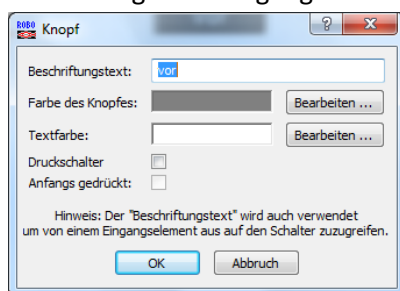 ROBO
Knopf
Beschriftungstext: vor
Farbe des Knopfes: Bearbeiten ...
Textfarbe: Bearbeiten ...
Druckschalter
Anfangs gedrückt:
Hinweis: Der "Beschriftungstext" wird auch verwendet
um von einem Eingangselement aus auf den Schalter zuzugreifen.
OK Abbruch